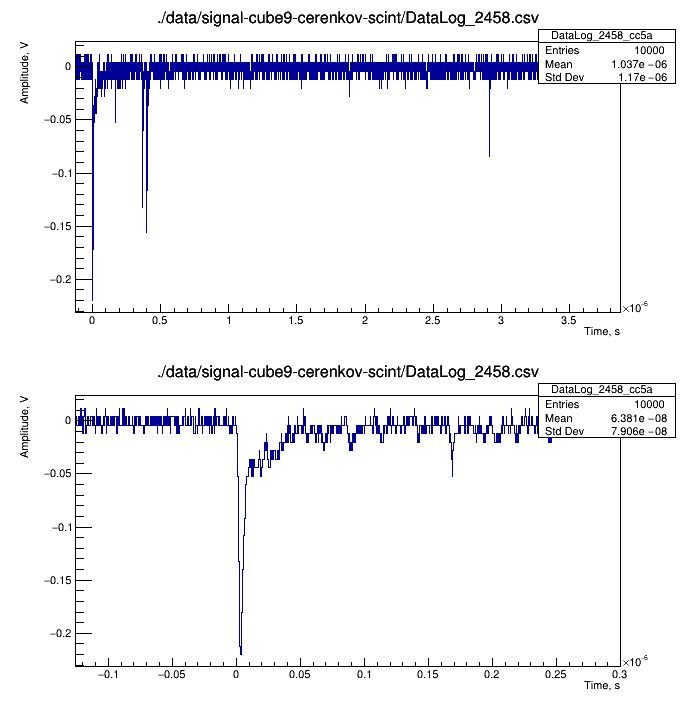 ./data/signal-cube9-cerenkov-scint/DataLog_2458.csv
DataLog_2458_cc5a
Entries 10000
Mean 1.037e−06
Std Dev 1.17e−06
Amplitude, V
0
−0.05
−0.1
−0.15
−0.2
0 0.5 1 1.5 2 2.5 3 3.5
×10⁻⁶
Time, s
./data/signal-cube9-cerenkov-scint/DataLog_2458.csv
DataLog_2458_cc5a
Entries 10000
Mean 6.381e−08
Std Dev 7.906e−08
Amplitude, V
0
−0.05
−0.1
−0.15
−0.2
−0.1 −0.05 0 0.05 0.1 0.15 0.2 0.25 0.3
×10⁻⁶
Time, s